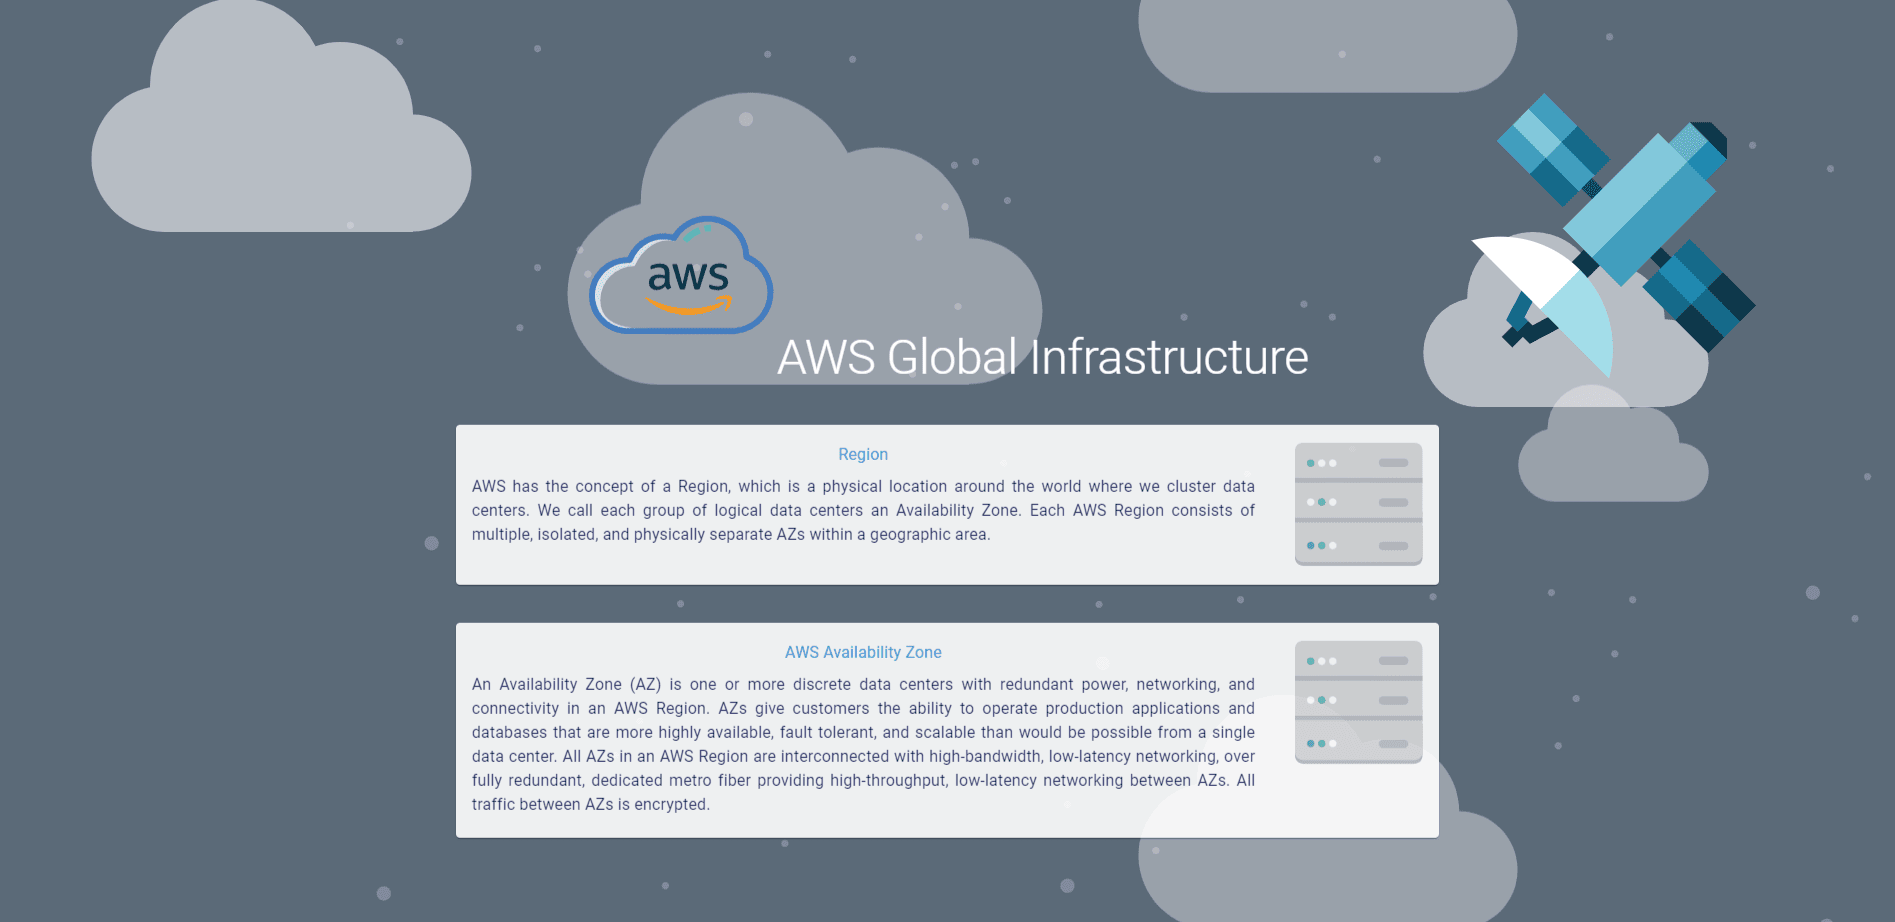 aws
AWS Global Infrastructure
Region
AWS has the concept of a Region, which is a physical location around the world where we cluster data
centers. We call each group of logical data centers an Availability Zone. Each AWS Region consists of
multiple, isolated, and physically separate AZs within a geographic area.
AWS Availability Zone
An Availability Zone (AZ) is one or more discrete data centers with redundant power, networking, and
connectivity in an AWS Region. AZs give customers the ability to operate production applications and
databases that are more highly available, fault tolerant, and scalable than would be possible from a single
data center. All AZs in an AWS Region are interconnected with high-bandwidth, low-latency networking, over
fully redundant, dedicated metro fiber providing high-throughput, low-latency networking between AZs. All
traffic between AZs is encrypted.